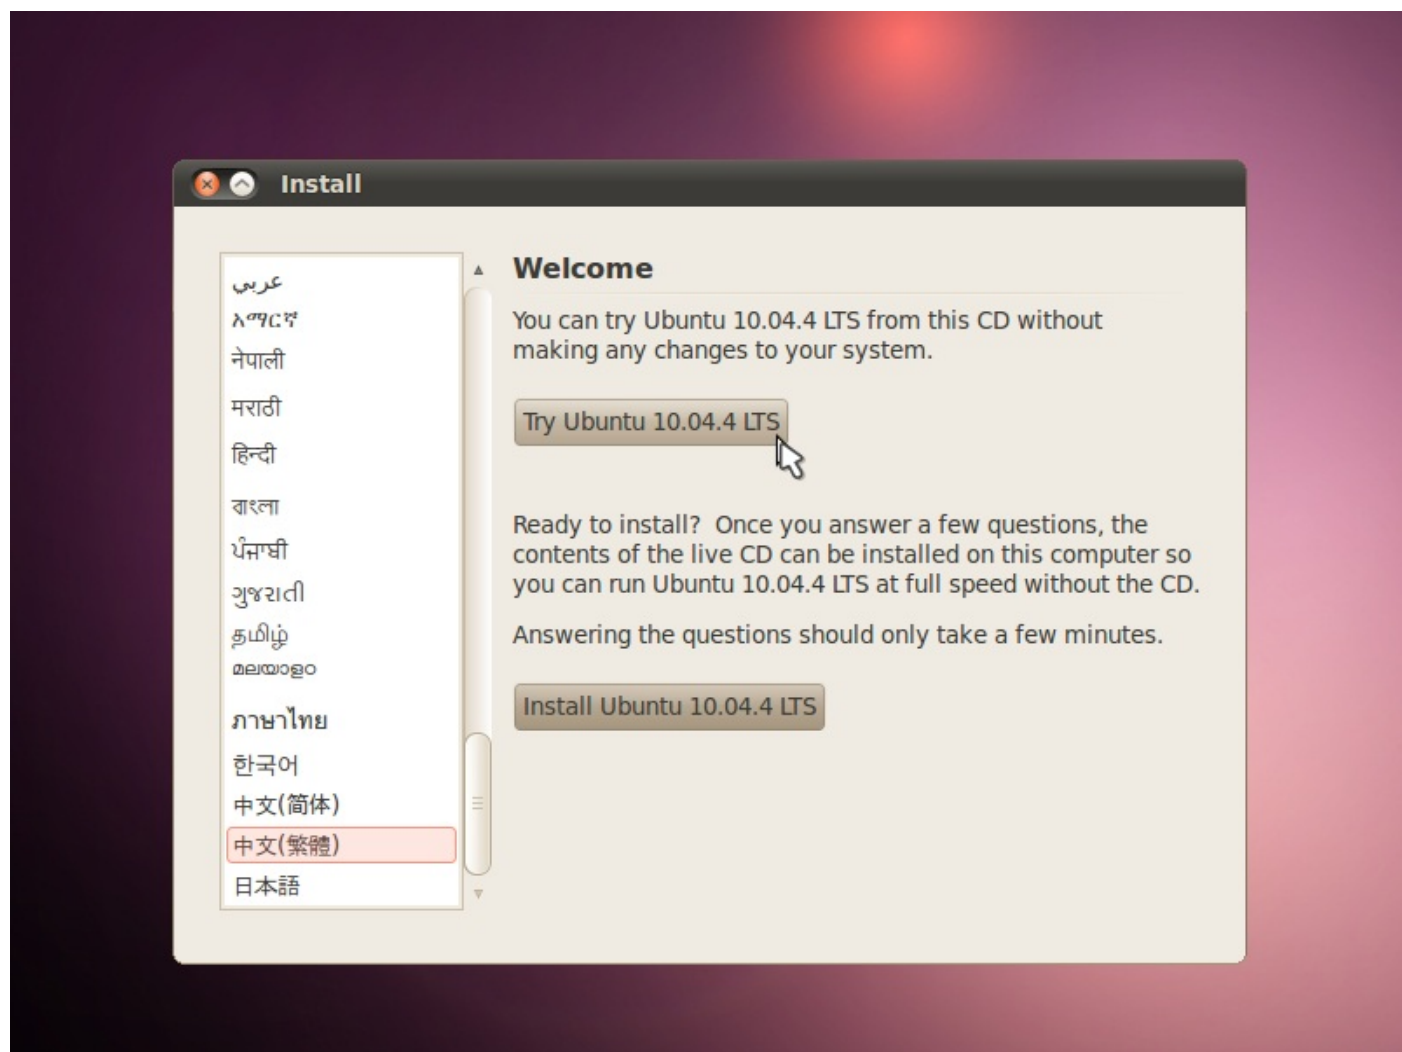 Install
عربي
አማርኛ
नेपाली
मराठी
हिन्दी
বাংলা
ਪੰਜਾਬੀ
ગુજરાતી
தமிழ்
മലയാളം
ภาษาไทย
한국어
中文(简体)
中文(繁體)
日本語
Welcome
You can try Ubuntu 10.04.4 LTS from this CD without
making any changes to your system.
Try Ubuntu 10.04.4 LTS
Ready to install?  Once you answer a few questions, the
contents of the live CD can be installed on this computer so
you can run Ubuntu 10.04.4 LTS at full speed without the CD.
Answering the questions should only take a few minutes.
Install Ubuntu 10.04.4 LTS